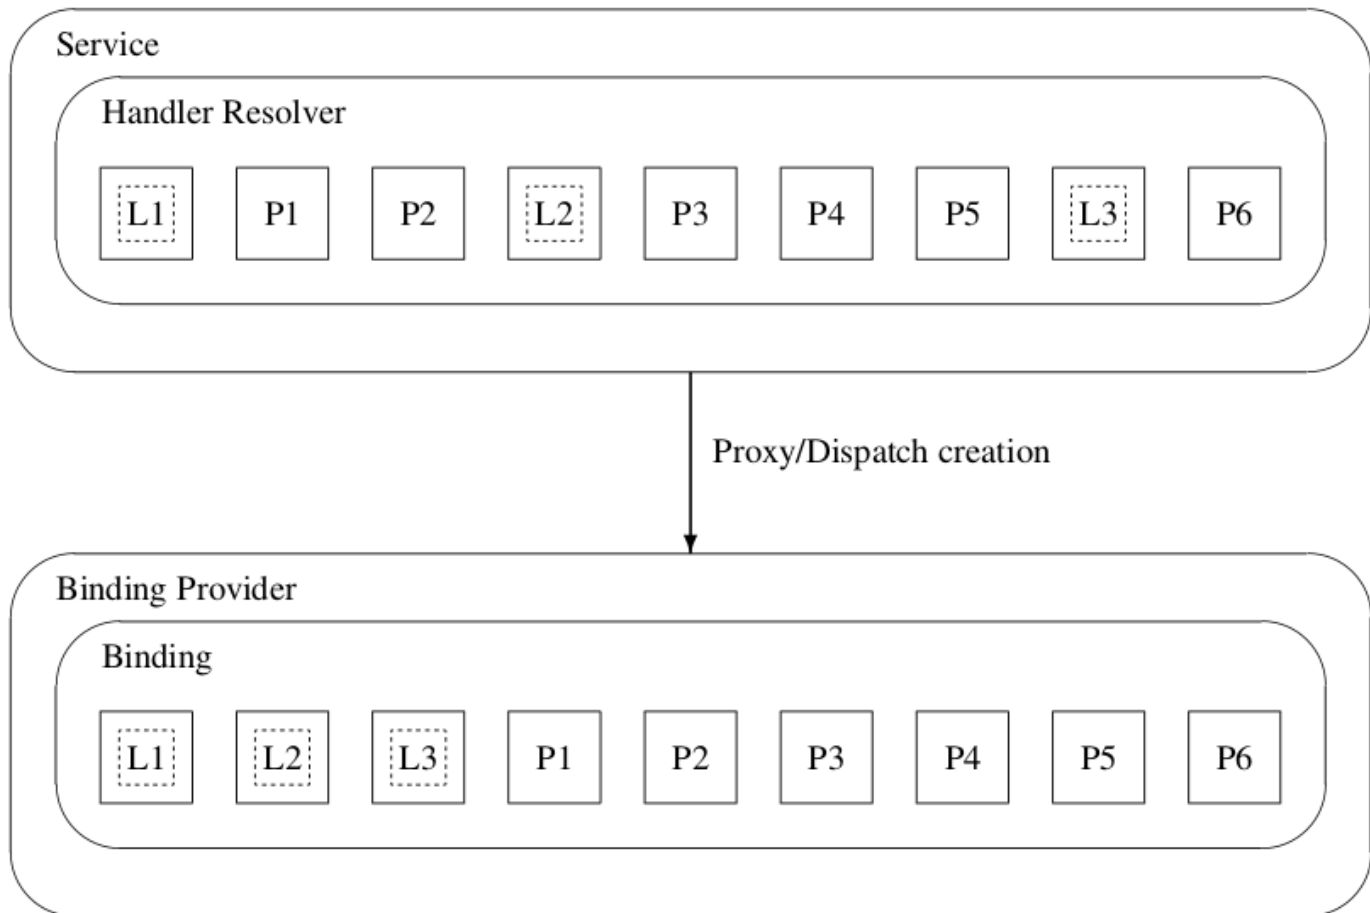 Service
Handler Resolver
L1 P1 P2 L2 P3 P4 P5 L3 P6
Proxy/Dispatch creation
Binding Provider
Binding
L1 L2 L3 P1 P2 P3 P4 P5 P6